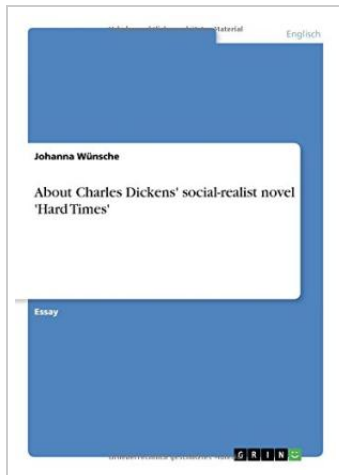 Englisch
Johanna Wünsche
About Charles Dickens' social-realist novel
'Hard Times'
Essay
GRIN